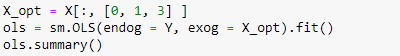 X_opt = X[:, [0, 1, 3] ]
ols = sm.OLS(endog = Y, exog = X_opt).fit()
ols.summary()